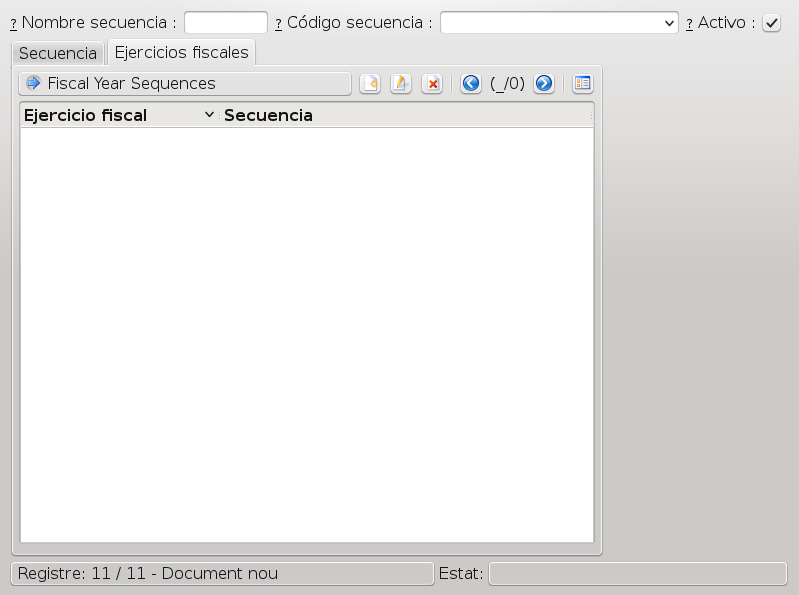 ? Nombre secuencia : ? Código secuencia : ? Activo :
Secuencia Ejercicios fiscales
Fiscal Year Sequences (_/0)
Ejercicio fiscal Secuencia
Registre: 11 / 11 - Document nou Estat: